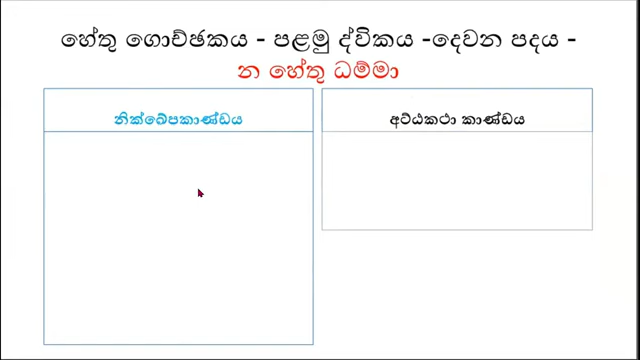 හේතු ගොච්ඡකය - පළමු ද්විකය -දෙවන පදය -
න හේතු ධම්මා
නික්ඛේපකාණ්ඩය
අට්ඨකථා කාණ්ඩය